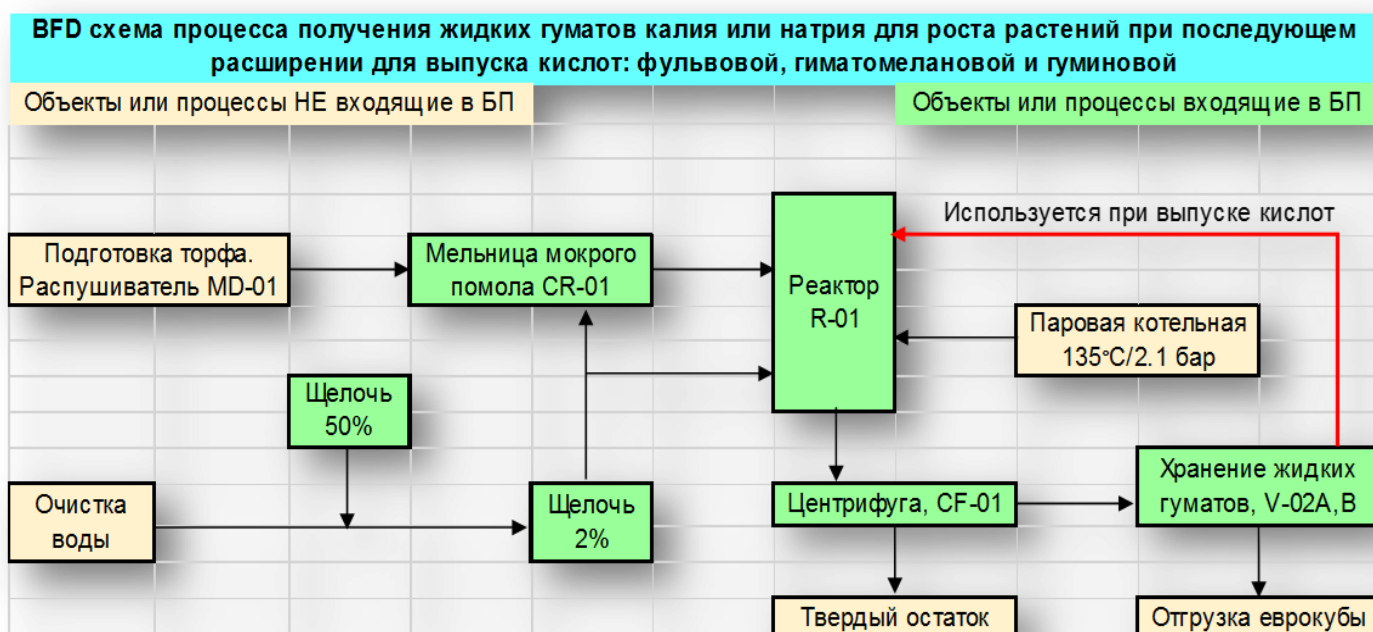 BFD схема процесса получения жидких гуматов калия или натрия для роста растений при последующем
расширении для выпуска кислот: фульвовой, гиматомелановой и гуминовой
Объекты или процессы НЕ входящие в БП
Объекты или процессы входящие в БП
Используется при выпуске кислот
Подготовка торфа.
Распушиватель MD-01
Мельница мокрого
помола CR-01
Реактор
R-01
Паровая котельная
135°C/2.1 бар
Щелочь
50%
Очистка
воды
Щелочь
2%
Центрифуга, CF-01
Хранение жидких
гуматов, V-02A,B
Твердый остаток
Отгрузка еврокубы